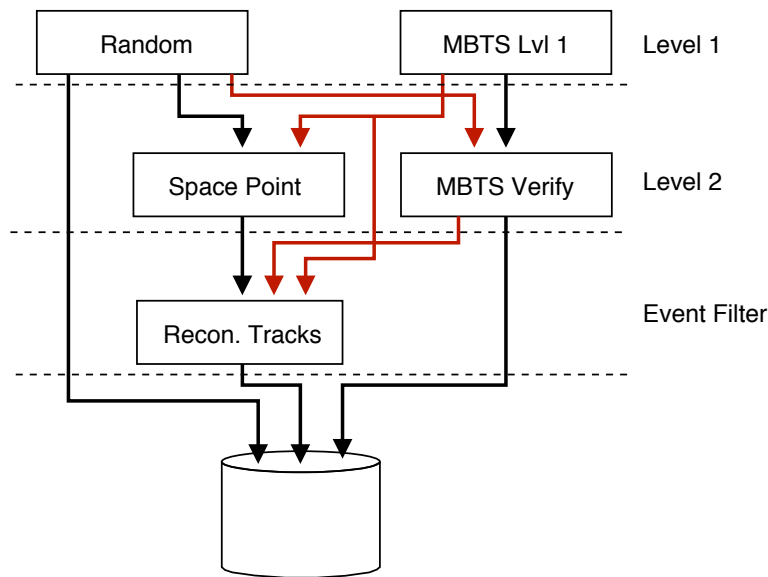 Random
MBTS Lvl 1
Level 1
Space Point
MBTS Verify
Level 2
Recon. Tracks
Event Filter